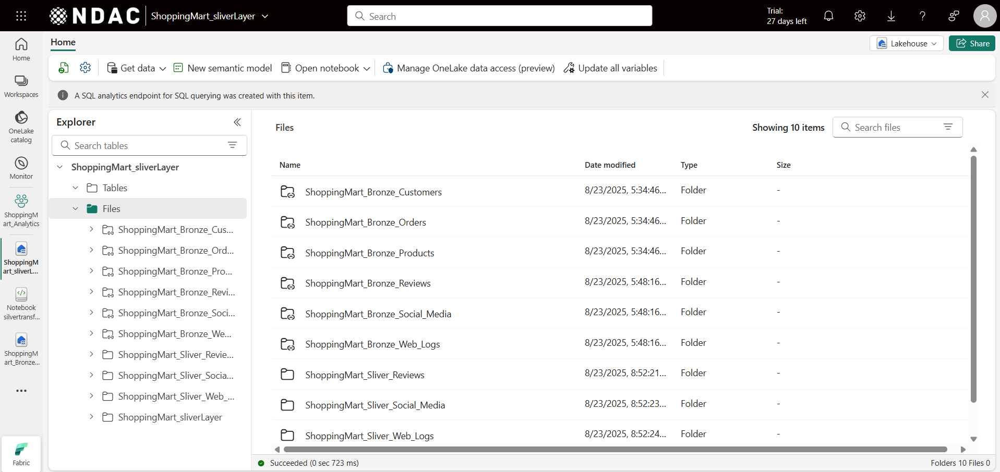 NDAC
ShoppingMart_sliverLayer
Search
Trial:
27 days left
Home
Workspaces
OneLake
catalog
Monitor
ShoppingM
art_Analytics
ShoppingM
art_sliverL...
Notebook
silvertransf...
ShoppingM
art_Bronze...
Fabric
Home
Lakehouse
Share
Get data
New semantic model
Open notebook
Manage OneLake data access (preview)
Update all variables
A SQL analytics endpoint for SQL querying was created with this item.
Explorer
Search tables
ShoppingMart_sliverLayer
Tables
Files
ShoppingMart_Bronze_Cus...
ShoppingMart_Bronze_Ord...
ShoppingMart_Bronze_Pro...
ShoppingMart_Bronze_Revi...
ShoppingMart_Bronze_Soci...
ShoppingMart_Bronze_We...
ShoppingMart_Sliver_Revie...
ShoppingMart_Sliver_Socia...
ShoppingMart_Sliver_Web_...
ShoppingMart_sliverLayer
Files
Showing 10 items
Search files
Name Date modified Type Size
ShoppingMart_Bronze_Customers 8/23/2025, 5:34:46... Folder -
ShoppingMart_Bronze_Orders 8/23/2025, 5:34:46... Folder -
ShoppingMart_Bronze_Products 8/23/2025, 5:34:46... Folder -
ShoppingMart_Bronze_Reviews 8/23/2025, 5:48:16... Folder -
ShoppingMart_Bronze_Social_Media 8/23/2025, 5:48:16... Folder -
ShoppingMart_Bronze_Web_Logs 8/23/2025, 5:48:16... Folder -
ShoppingMart_Sliver_Reviews 8/23/2025, 8:52:21... Folder -
ShoppingMart_Sliver_Social_Media 8/23/2025, 8:52:23... Folder -
ShoppingMart_Sliver_Web_Logs 8/23/2025, 8:52:24... Folder -
Succeeded (0 sec 723 ms)
Folders 10 Files 0